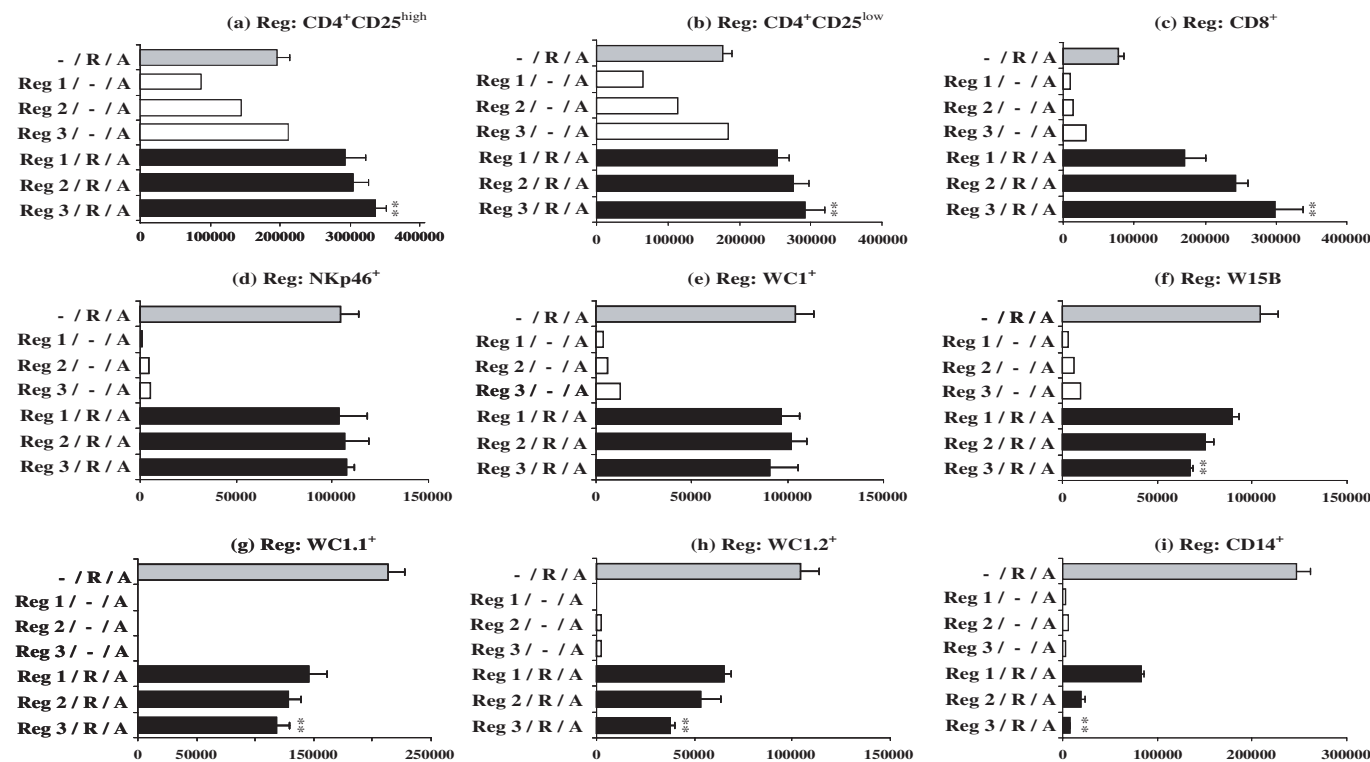 (a) Reg: CD4⁺CD25ʰⁱᵍʰ
- / R / A
Reg 1 / - / A
Reg 2 / - / A
Reg 3 / - / A
Reg 1 / R / A
Reg 2 / R / A
Reg 3 / R / A
**
0 100000 200000 300000 400000
(b) Reg: CD4⁺CD25ˡᵒʷ
- / R / A
Reg 1 / - / A
Reg 2 / - / A
Reg 3 / - / A
Reg 1 / R / A
Reg 2 / R / A
Reg 3 / R / A
**
0 100000 200000 300000 400000
(c) Reg: CD8⁺
- / R / A
Reg 1 / - / A
Reg 2 / - / A
Reg 3 / - / A
Reg 1 / R / A
Reg 2 / R / A
Reg 3 / R / A
**
0 100000 200000 300000 400000
(d) Reg: NKp46⁺
- / R / A
Reg 1 / - / A
Reg 2 / - / A
Reg 3 / - / A
Reg 1 / R / A
Reg 2 / R / A
Reg 3 / R / A
0 50000 100000 150000
(e) Reg: WC1⁺
- / R / A
Reg 1 / - / A
Reg 2 / - / A
Reg 3 / - / A
Reg 1 / R / A
Reg 2 / R / A
Reg 3 / R / A
0 50000 100000 150000
(f) Reg: W15B
- / R / A
Reg 1 / - / A
Reg 2 / - / A
Reg 3 / - / A
Reg 1 / R / A
Reg 2 / R / A
Reg 3 / R / A
**
0 50000 100000 150000
(g) Reg: WC1.1⁺
- / R / A
Reg 1 / - / A
Reg 2 / - / A
Reg 3 / - / A
Reg 1 / R / A
Reg 2 / R / A
Reg 3 / R / A
**
0 50000 150000 250000
(h) Reg: WC1.2⁺
- / R / A
Reg 1 / - / A
Reg 2 / - / A
Reg 3 / - / A
Reg 1 / R / A
Reg 2 / R / A
Reg 3 / R / A
**
0 50000 100000 150000
(i) Reg: CD14⁺
- / R / A
Reg 1 / - / A
Reg 2 / - / A
Reg 3 / - / A
Reg 1 / R / A
Reg 2 / R / A
Reg 3 / R / A
**
0 100000 200000 300000